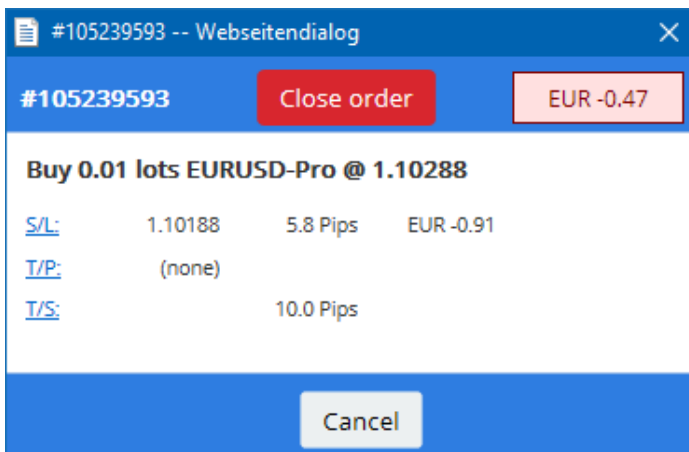 #105239593 -- Webseitendialog
#105239593 Close order EUR -0.47
Buy 0.01 lots EURUSD-Pro @ 1.10288
S/L: 1.10188 5.8 Pips EUR -0.91
T/P: (none)
T/S: 10.0 Pips
Cancel